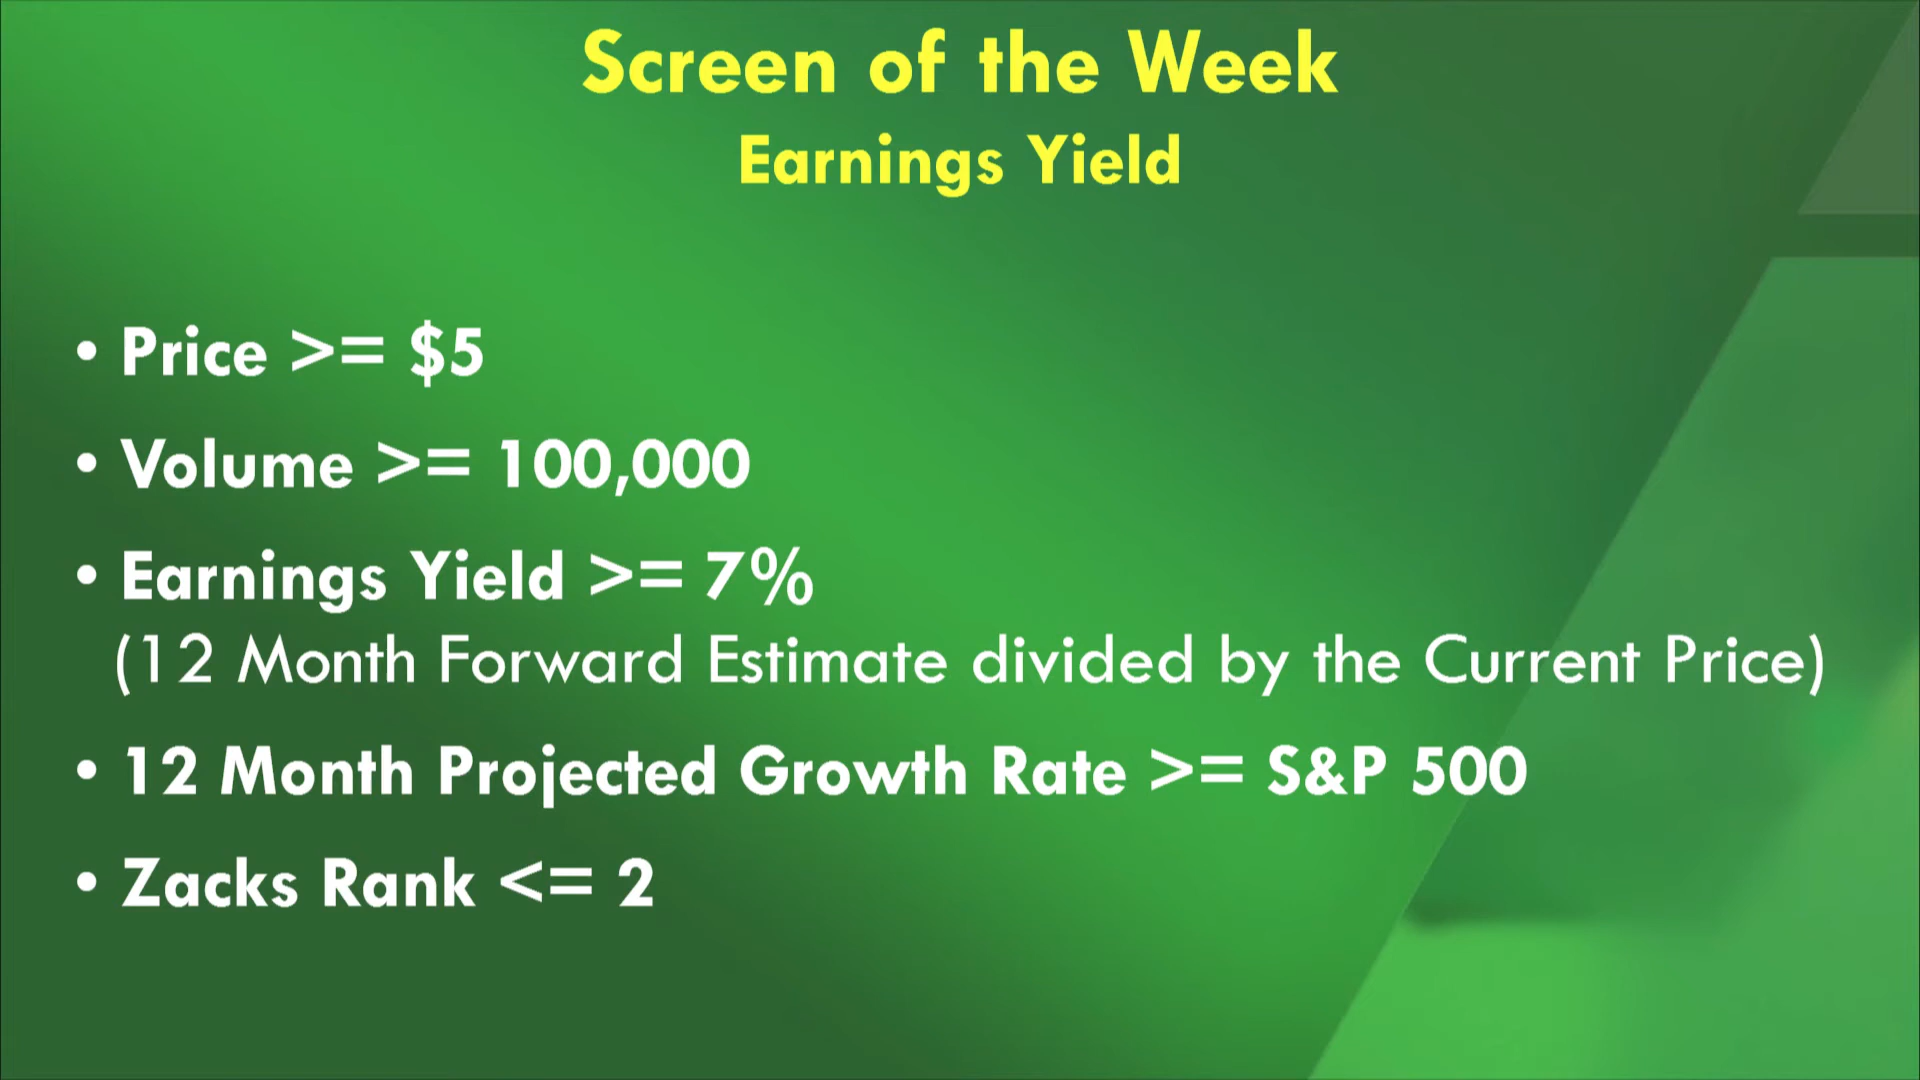 Screen of the Week
Earnings Yield
• Price >= $5
• Volume >= 100,000
• Earnings Yield >= 7%
(12 Month Forward Estimate divided by the Current Price)
• 12 Month Projected Growth Rate >= S&P 500
• Zacks Rank <= 2